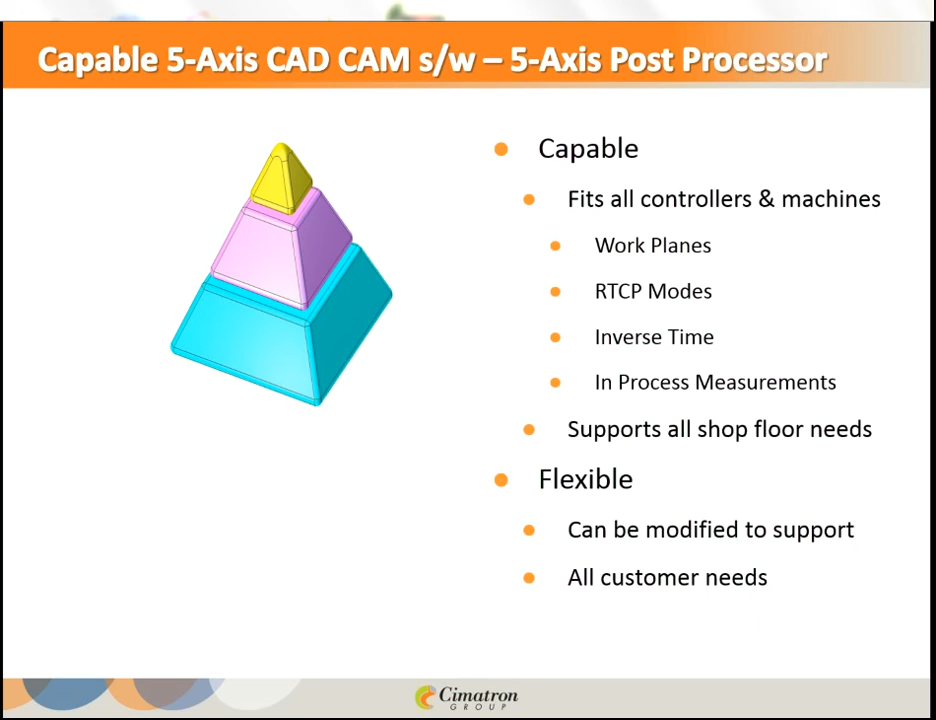 Capable 5-Axis CAD CAM s/w – 5-Axis Post Processor
Capable
Fits all controllers & machines
Work Planes
RTCP Modes
Inverse Time
In Process Measurements
Supports all shop floor needs
Flexible
Can be modified to support
All customer needs
Cimatron
GROUP